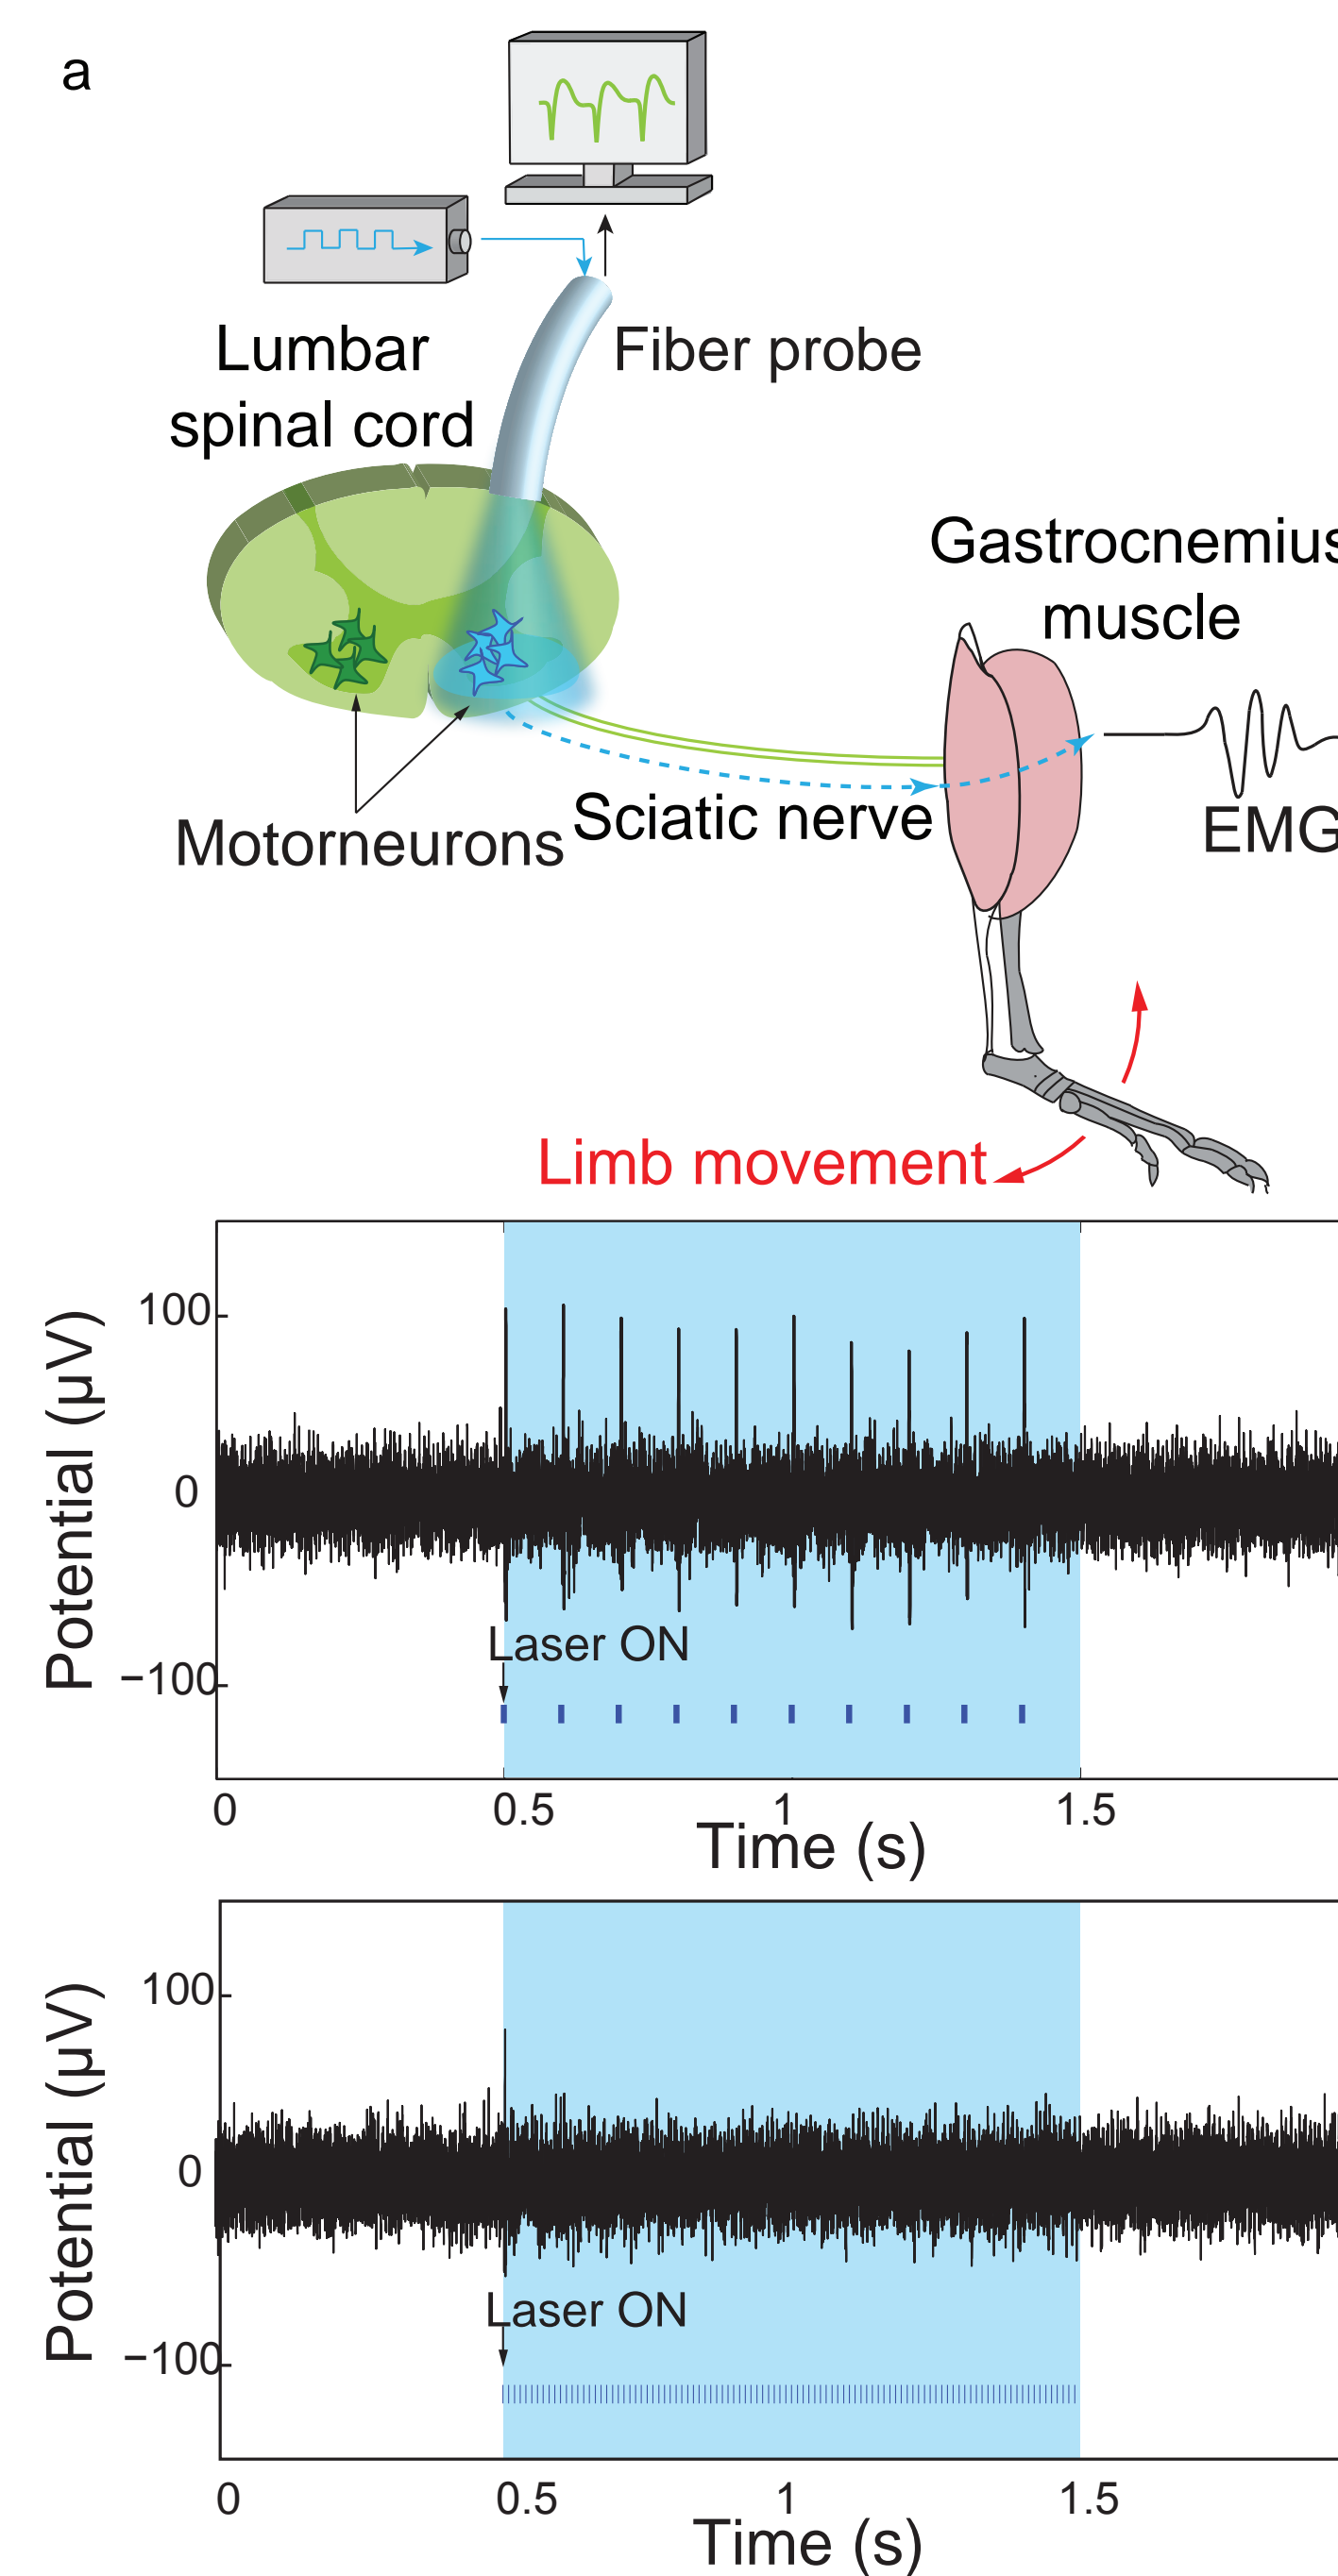 a
Lumbar
spinal cord
Fiber probe
Gastrocnemius
muscle
Motorneurons
Sciatic nerve
EMG
Limb movement
Potential (µV)
100
0
−100
Laser ON
0 0.5 1 1.5
Time (s)
Potential (µV)
100
0
−100
Laser ON
0 0.5 1 1.5
Time (s)